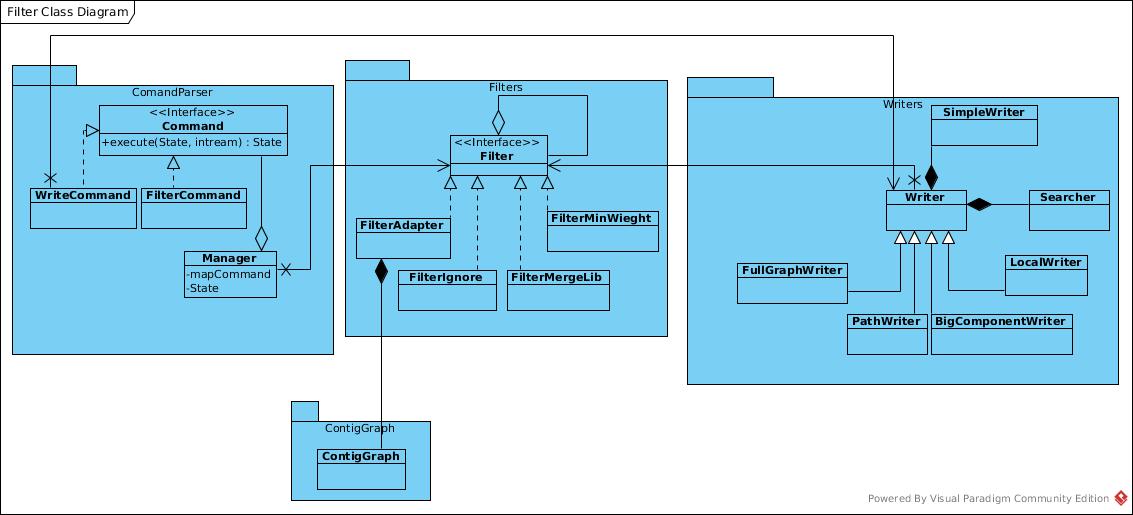 Filter Class Diagram
ComandParser
<<Interface>>
Command
+execute(State, intream) : State
WriteCommand
FilterCommand
Manager
-mapCommand
-State
Filters
<<Interface>>
Filter
FilterAdapter
FilterMinWieght
FilterIgnore
FilterMergeLib
Writers
SimpleWriter
Writer
Searcher
FullGraphWriter
LocalWriter
PathWriter
BigComponentWriter
ContigGraph
ContigGraph
Powered By Visual Paradigm Community Edition